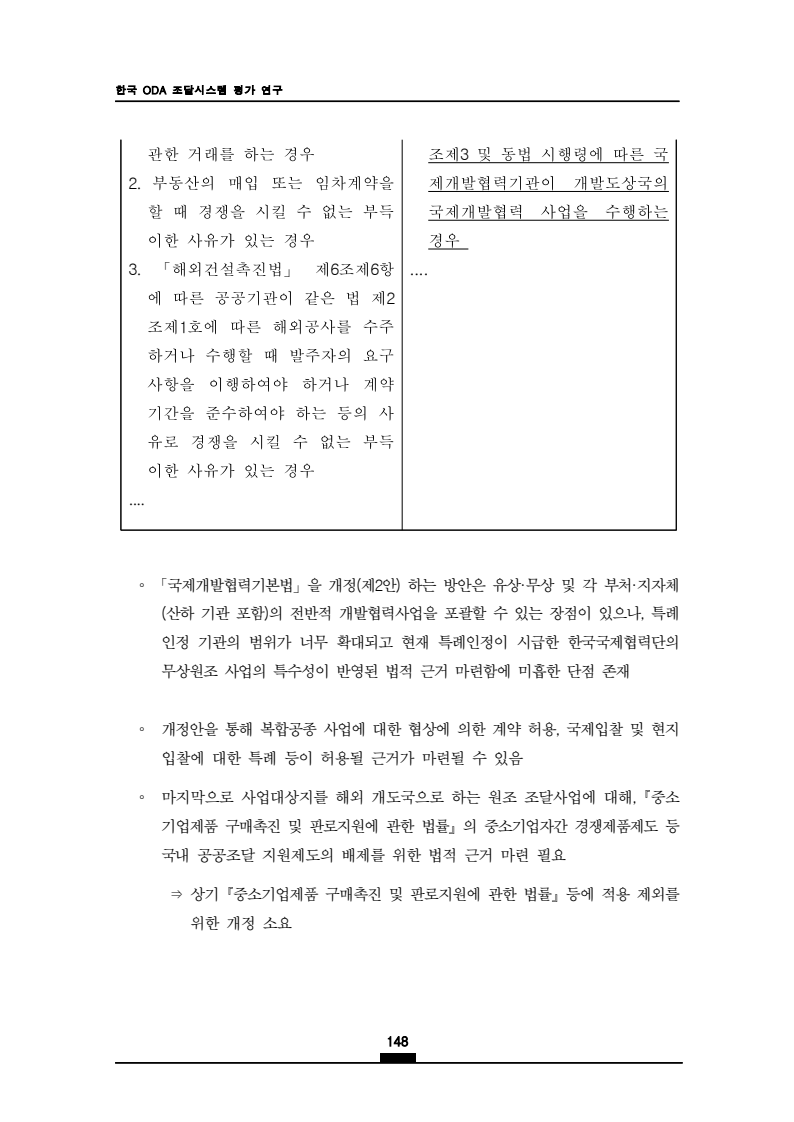 한국 ODA 조달시스템 평가 연구
관한 거래를 하는 경우
2. 부동산의 매입 또는 임차계약을
할 때 경쟁을 시킬 수 없는 부득
이한 사유가 있는 경우
3. 「해외건설촉진법」 제6조제6항
에 따른 공공기관이 같은 법 제2
조제1호에 따른 해외공사를 수주
하거나 수행할 때 발주자의 요구
사항을 이행하여야 하거나 계약
기간을 준수하여야 하는 등의 사
유로 경쟁을 시킬 수 없는 부득
이한 사유가 있는 경우
....
조제3 및 동법 시행령에 따른 국
제개발협력기관이 개발도상국의
국제개발협력 사업을 수행하는
경우
....
◦ 「국제개발협력기본법」을 개정(제2안) 하는 방안은 유상·무상 및 각 부처·지자체
(산하 기관 포함)의 전반적 개발협력사업을 포괄할 수 있는 장점이 있으나, 특례
인정 기관의 범위가 너무 확대되고 현재 특례인정이 시급한 한국국제협력단의
무상원조 사업의 특수성이 반영된 법적 근거 마련함에 미흡한 단점 존재
◦ 개정안을 통해 복합공종 사업에 대한 협상에 의한 계약 허용, 국제입찰 및 현지
입찰에 대한 특례 등이 허용될 근거가 마련될 수 있음
◦ 마지막으로 사업대상지를 해외 개도국으로 하는 원조 조달사업에 대해, 『중소
기업제품 구매촉진 및 판로지원에 관한 법률』의 중소기업자간 경쟁제품제도 등
국내 공공조달 지원제도의 배제를 위한 법적 근거 마련 필요
⇒ 상기 『중소기업제품 구매촉진 및 판로지원에 관한 법률』등에 적용 제외를
위한 개정 소요
148